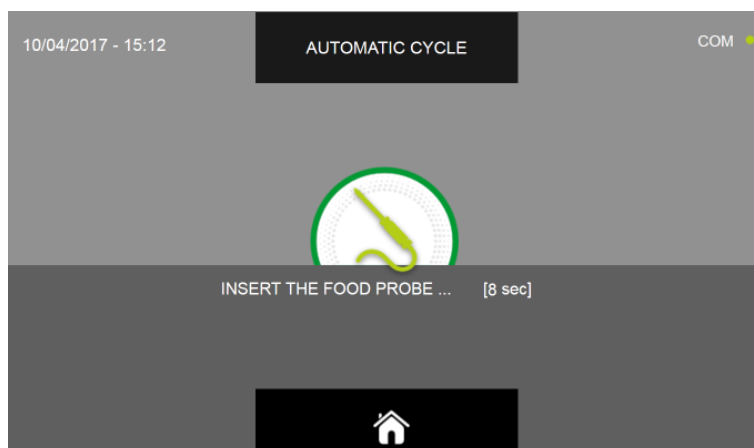 10/04/2017 - 15:12
AUTOMATIC CYCLE
COM
INSERT THE FOOD PROBE ... [8 sec]